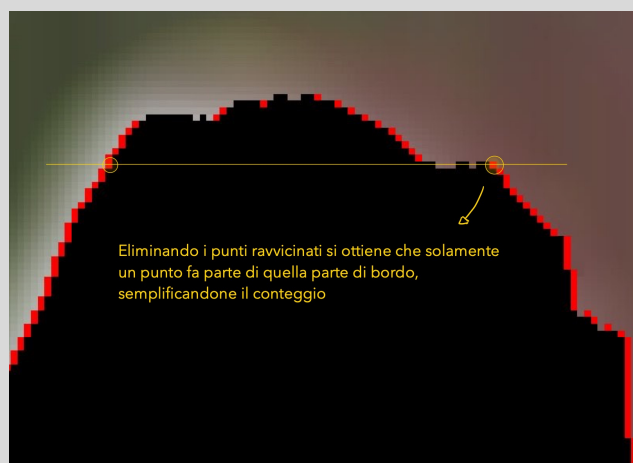 Eliminando i punti ravvicinati si ottiene che solamente
un punto fa parte di quella parte di bordo,
semplificandone il conteggio